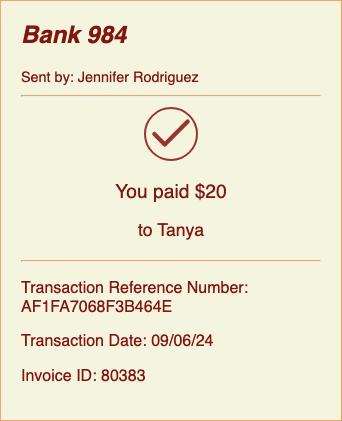 Bank 984
Sent by: Jennifer Rodriguez
You paid $20
to Tanya
Transaction Reference Number:
AF1FA7068F3B464E
Transaction Date: 09/06/24
Invoice ID: 80383